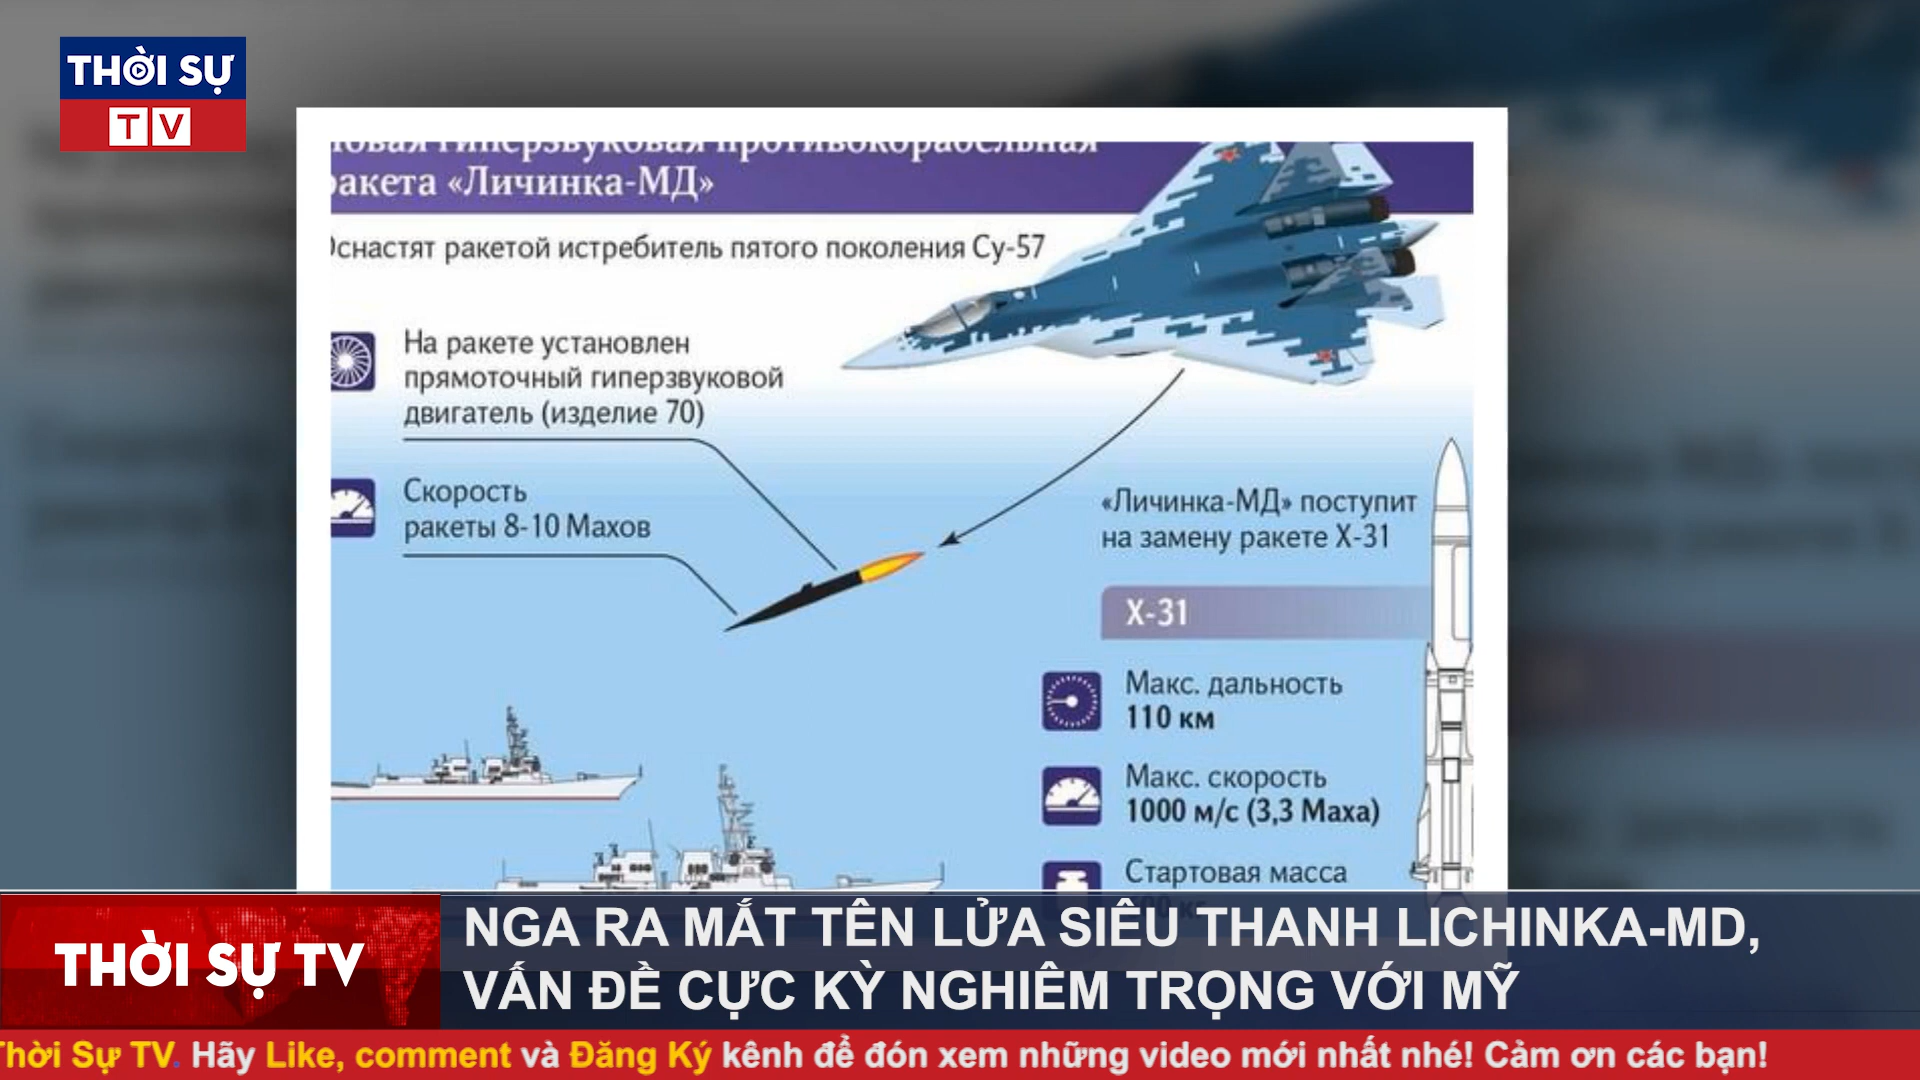 THỜI SỰ
TV
ракета «Личинка-МД»
Оснастят ракетой истребитель пятого поколения Су-57
На ракете установлен
прямоточный гиперзвуковой
двигатель (изделие 70)
Скорость
ракеты 8-10 Махов
«Личинка-МД» поступит
на замену ракете Х-31
Х-31
Макс. дальность
110 км
Макс. скорость
1000 м/с (3,3 Маха)
Стартовая масса
THỜI SỰ TV
NGA RA MẮT TÊN LỬA SIÊU THANH LICHINKA-MD,
VẤN ĐỀ CỰC KỲ NGHIÊM TRỌNG VỚI MỸ
Thời Sự TV. Hãy Like, comment và Đăng Ký kênh để đón xem những video mới nhất nhé! Cảm ơn các bạn!